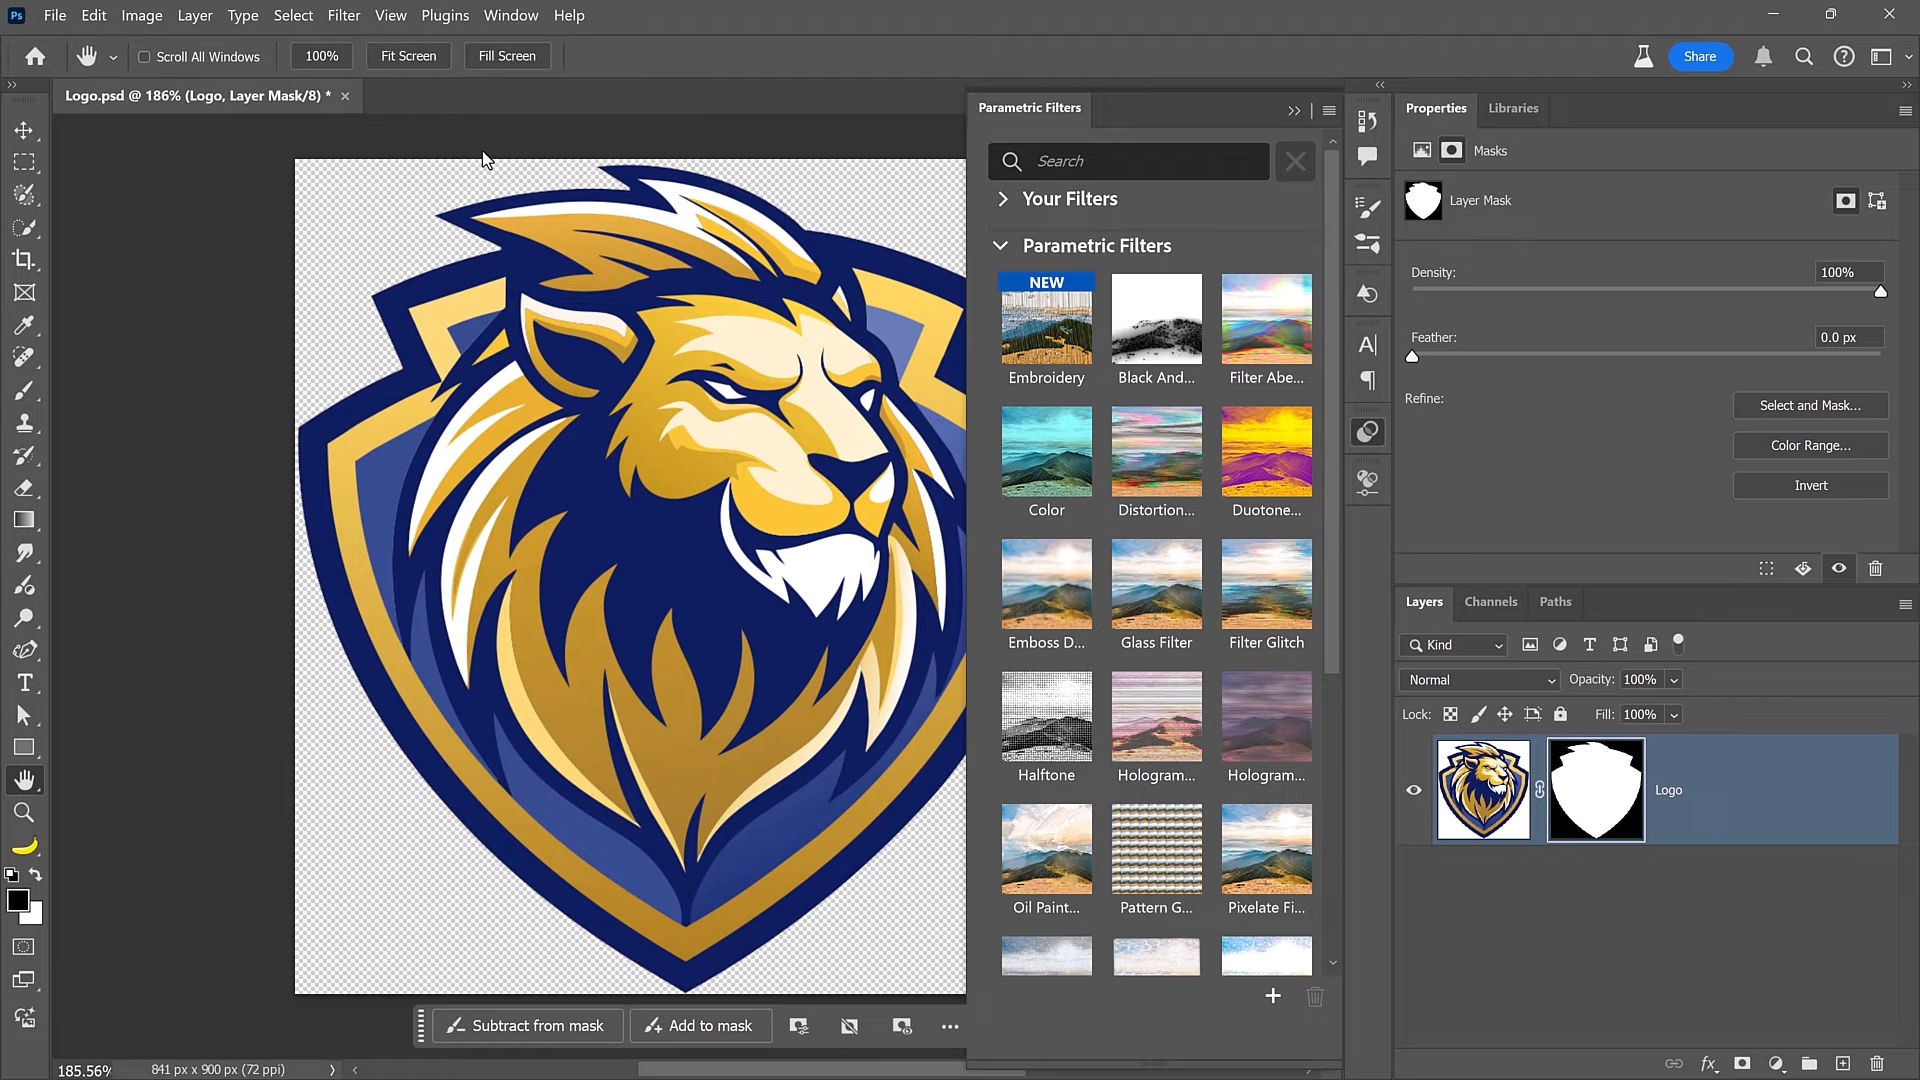 Ps File Edit Image Layer Type Select Filter View Plugins Window Help
Scroll All Windows 100% Fit Screen Fill Screen Share
Logo.psd @ 186% (Logo, Layer Mask/8) *
Parametric Filters
Search
Your Filters
Parametric Filters
NEW
Embroidery Black And... Filter Abe...
Color Distortion... Duotone...
Emboss D... Glass Filter Filter Glitch
Halftone Hologram... Hologram...
Oil Paint... Pattern G... Pixelate Fi...
Subtract from mask Add to mask
185.56% 841 px x 900 px (72 ppi)
Properties Libraries
Masks
Layer Mask
Density: 100%
Feather: 0.0 px
Refine: Select and Mask...
Color Range...
Invert
Layers Channels Paths
Kind
Normal Opacity: 100%
Lock: Fill: 100%
Logo
fx